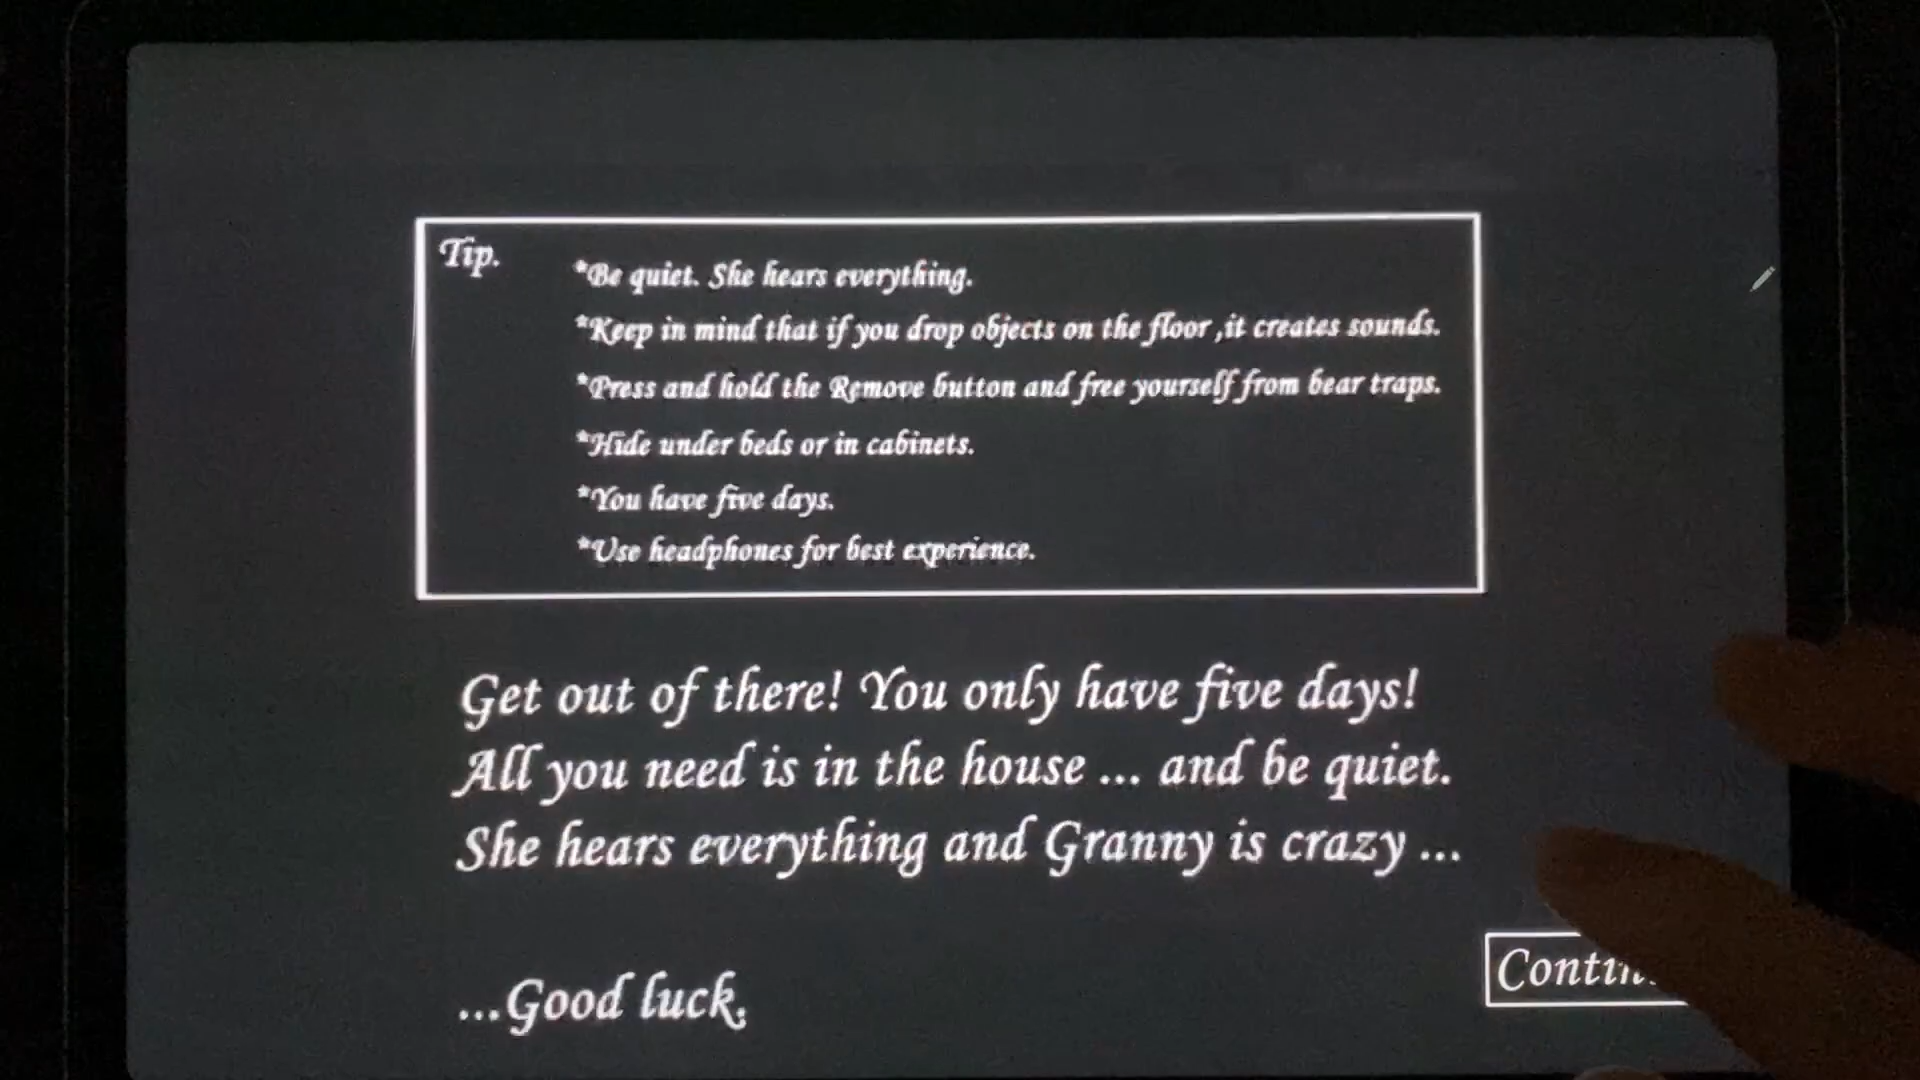 Tip.
*Be quiet. She hears everything.
*Keep in mind that if you drop objects on the floor ,it creates sounds.
*Press and hold the Remove button and free yourself from bear traps.
*Hide under beds or in cabinets.
*You have five days.
*Use headphones for best experience.
Get out of there! You only have five days!
All you need is in the house ... and be quiet.
She hears everything and Granny is crazy ...
...Good luck.